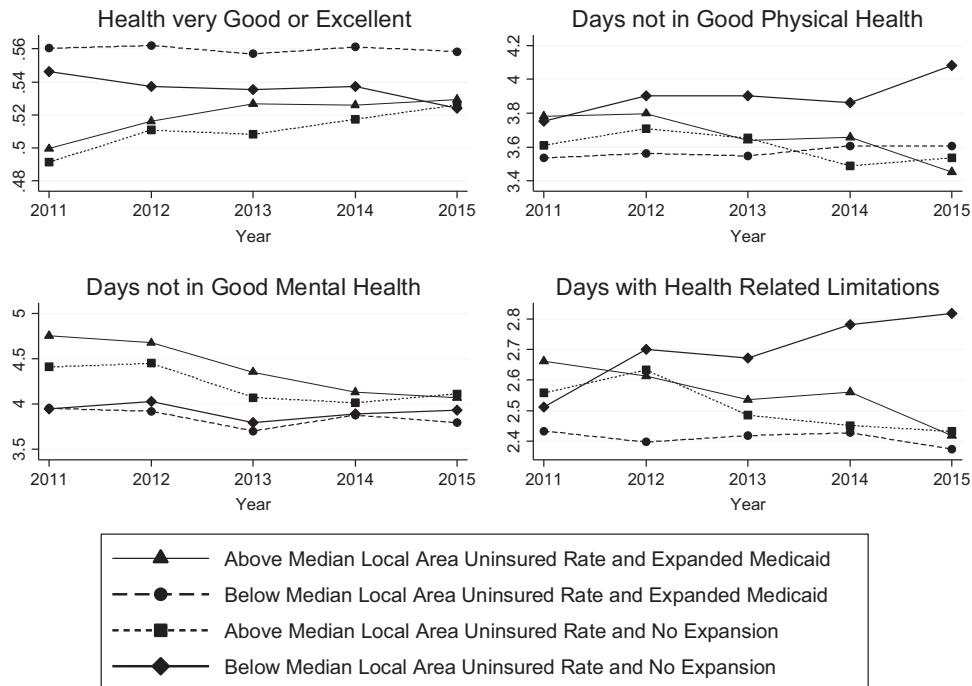 Health very Good or Excellent
.56
.54
.52
.5
.48
2011 2012 2013 2014 2015
Year
Days not in Good Physical Health
4.2
4
3.8
3.6
3.4
2011 2012 2013 2014 2015
Year
Days not in Good Mental Health
5
4.5
4
3.5
2011 2012 2013 2014 2015
Year
Days with Health Related Limitations
2.8
2.7
2.6
2.5
2.4
2011 2012 2013 2014 2015
Year
Above Median Local Area Uninsured Rate and Expanded Medicaid
Below Median Local Area Uninsured Rate and Expanded Medicaid
Above Median Local Area Uninsured Rate and No Expansion
Below Median Local Area Uninsured Rate and No Expansion